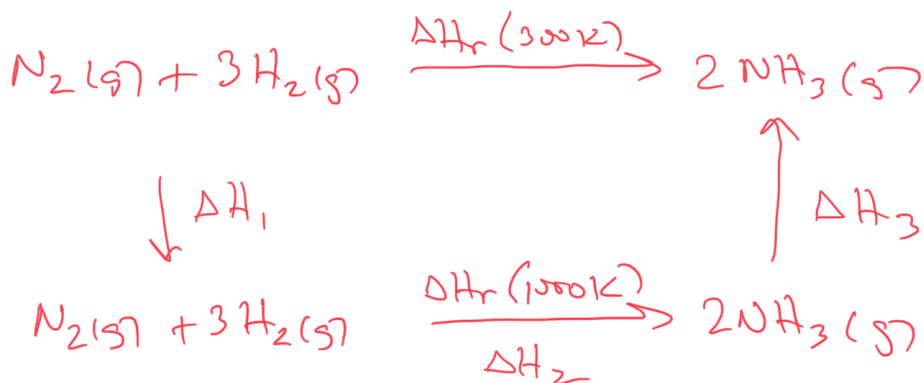 N₂(g) + 3H₂(g) ΔHr(300K) → 2NH₃(g)
↓ ΔH₁ ↑ ΔH₃
N₂(g) + 3H₂(g) ΔHr(1000K) → 2NH₃(g)
ΔH₂